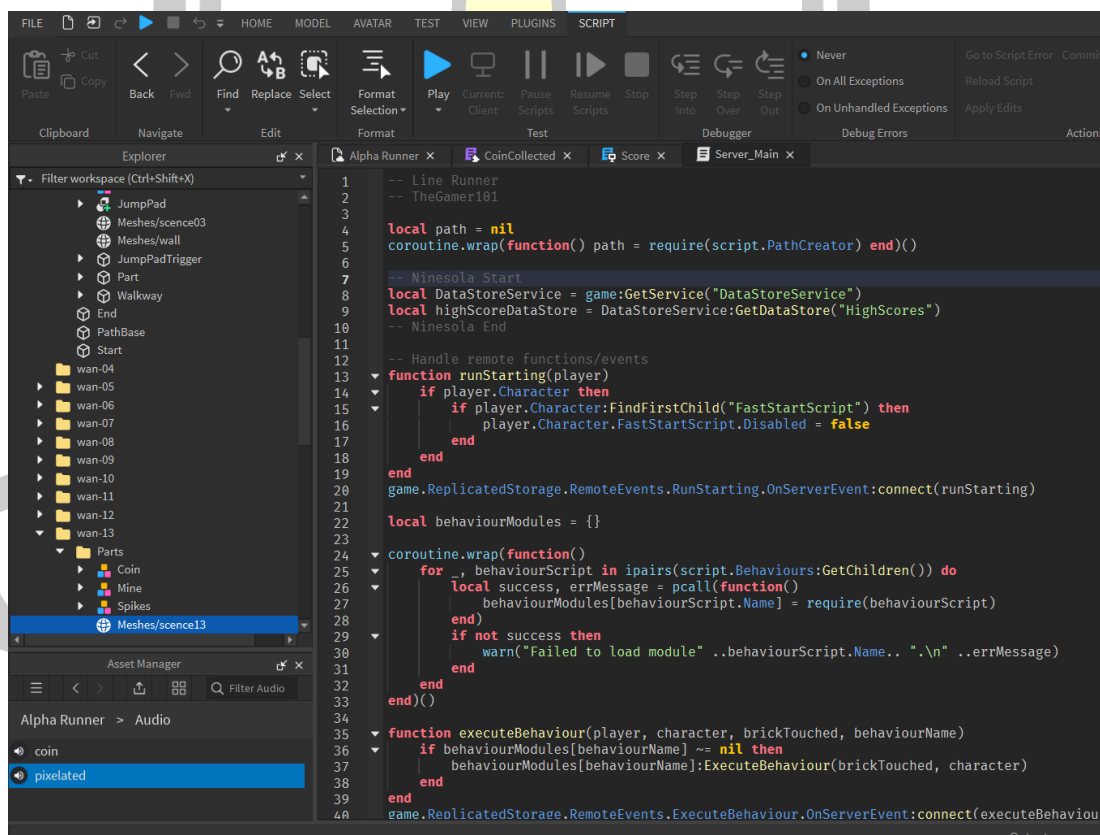 FILE HOME MODEL AVATAR TEST VIEW PLUGINS SCRIPT
Paste Cut Copy
Back Fwd
Find Replace Select
Format Selection
Play Current: Client Pause Scripts Resume Scripts Stop
Step Into Step Over Step Out
Never
On All Exceptions
On Unhandled Exceptions
Go to Script Error Commi
Reload Script
Apply Edits
Clipboard Navigate Edit Format Test Debugger Debug Errors Action
Explorer
Filter workspace (Ctrl+Shift+X)
JumpPad
Meshes/scence03
Meshes/wall
JumpPadTrigger
Part
Walkway
End
PathBase
Start
wan-04
wan-05
wan-06
wan-07
wan-08
wan-09
wan-10
wan-11
wan-12
wan-13
Parts
Coin
Mine
Spikes
Meshes/scence13
Asset Manager
Filter Audio
Alpha Runner > Audio
coin
pixelated
Alpha Runner CoinCollected Score Server_Main
1 -- Line Runner
2 -- TheGamer101
3
4 local path = nil
5 coroutine.wrap(function() path = require(script.PathCreator) end)()
6
7 -- Ninesola Start
8 local DataStoreService = game:GetService("DataStoreService")
9 local highScoreDataStore = DataStoreService:GetDataStore("HighScores")
10 -- Ninesola End
11
12 -- Handle remote functions/events
13 function runStarting(player)
14 if player.Character then
15 if player.Character:FindFirstChild("FastStartScript") then
16 player.Character.FastStartScript.Disabled = false
17 end
18 end
19 end
20 game.ReplicatedStorage.RemoteEvents.RunStarting.OnServerEvent:connect(runStarting)
21
22 local behaviourModules = {}
23
24 coroutine.wrap(function()
25 for _, behaviourScript in ipairs(script.Behaviours:GetChildren()) do
26 local success, errMessage = pcall(function()
27 behaviourModules[behaviourScript.Name] = require(behaviourScript)
28 end)
29 if not success then
30 warn("Failed to load module" ..behaviourScript.Name.. ".\n" ..errMessage)
31 end
32 end
33 end)()
34
35 function executeBehaviour(player, character, brickTouched, behaviourName)
36 if behaviourModules[behaviourName] ~= nil then
37 behaviourModules[behaviourName]:ExecuteBehaviour(brickTouched, character)
38 end
39 end
40 game.ReplicatedStorage.RemoteEvents.ExecuteBehaviour.OnServerEvent:connect(executeBehaviou